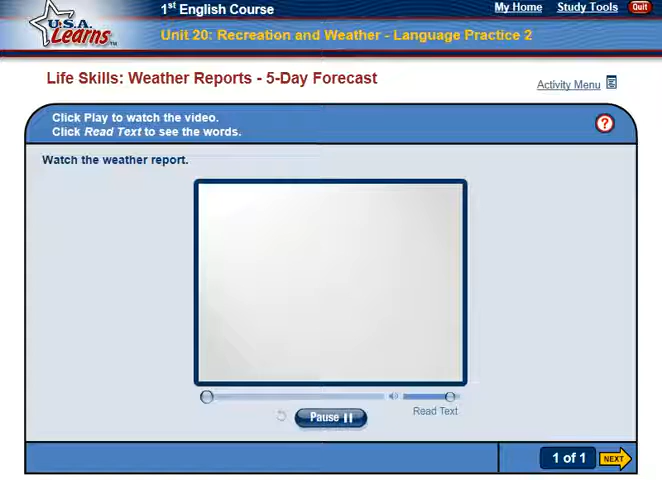 U.S.A.
Learns™
1st English Course
My Home
Study Tools
Quit
Unit 20: Recreation and Weather - Language Practice 2
Life Skills: Weather Reports - 5-Day Forecast
Activity Menu
Click Play to watch the video.
Click Read Text to see the words.
?
Watch the weather report.
Pause
Read Text
1 of 1
NEXT